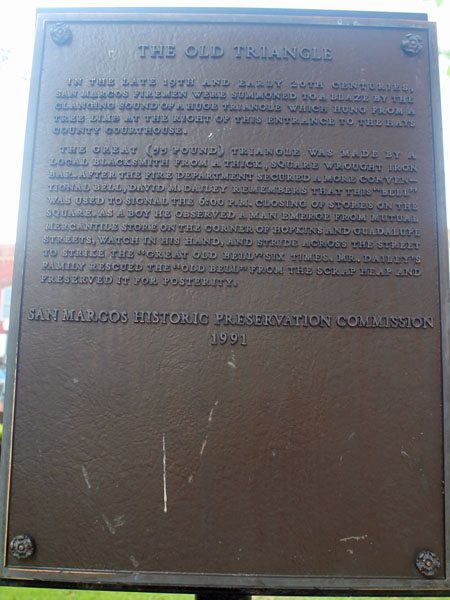 THE OLD TRIANGLE
IN THE LATE 19TH AND EARLY 20TH CENTURIES,
SAN MARCOS FIREMEN WERE SUMMONED TO A BLAZE BY THE
CLANGING SOUND OF A HUGE TRIANGLE WHICH HUNG FROM A
TREE LIMB AT THE RIGHT OF THIS ENTRANCE TO THE HAYS
COUNTY COURTHOUSE.
THE GREAT ( POUND) TRIANGLE WAS MADE BY A
LOCAL BLACKSMITH FROM A THICK, SQUARE WROUGHT IRON
BAR. AFTER THE FIRE DEPARTMENT SECURED A MORE CONVEN-
TIONAL BELL, DAVID M. DAILEY REMEMBERS THAT THIS "BELL"
WAS USED TO SIGNAL THE 6:00 P.M. CLOSING OF STORES ON THE
SQUARE. AS A BOY HE OBSERVED A MAN EMERGE FROM MUTUAL
MERCANTILE STORE ON THE CORNER OF HOPKINS AND GUADALUPE
STREETS, WATCH IN HIS HAND, AND STRIDE ACROSS THE STREET
TO STRIKE THE "GREAT OLD BELL" SIX TIMES. MR. DAILEY'S
FAMILY RESCUED THE "OLD BELL" FROM THE SCRAP HEAP AND
PRESERVED IT FOR POSTERITY.
SAN MARCOS HISTORIC PRESERVATION COMMISSION
1991